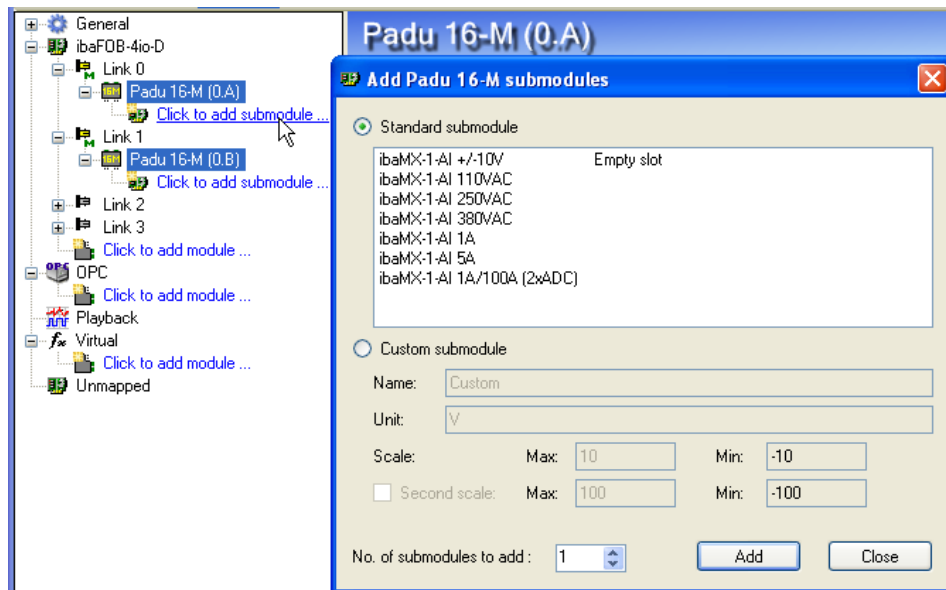 General
ibaFOB-4io-D
Link 0
Padu 16-M (0.A)
Click to add submodule ...
Link 1
Padu 16-M (0.B)
Click to add submodule ...
Link 2
Link 3
Click to add module ...
OPC
OPC
Click to add module ...
Playback
fx Virtual
Click to add module ...
Unmapped
Padu 16-M (0.A)
Add Padu 16-M submodules
Standard submodule
ibaMX-1-AI +/-10V Empty slot
ibaMX-1-AI 110VAC
ibaMX-1-AI 250VAC
ibaMX-1-AI 380VAC
ibaMX-1-AI 1A
ibaMX-1-AI 5A
ibaMX-1-AI 1A/100A (2xADC)
Custom submodule
Name: Custom
Unit: V
Scale: Max: 10 Min: -10
Second scale: Max: 100 Min: -100
No. of submodules to add : 1 Add Close